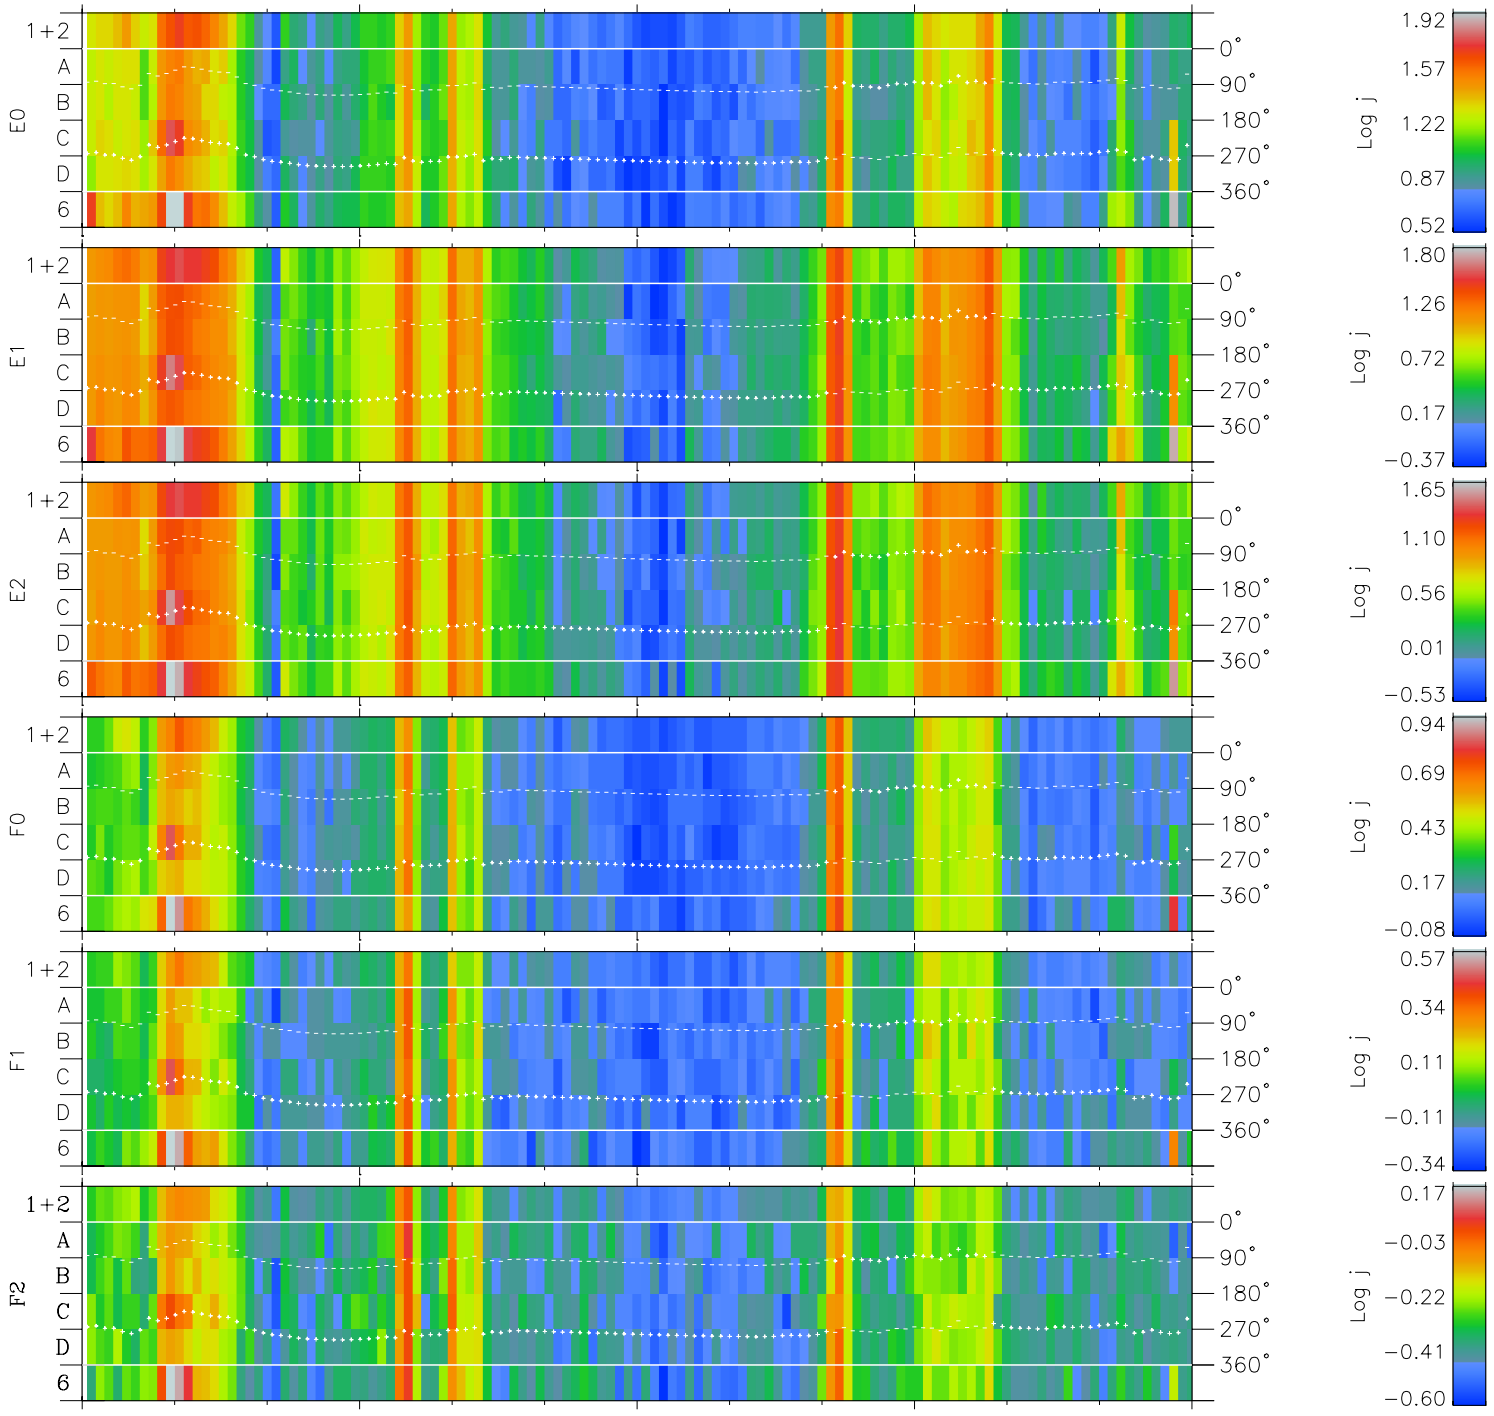 E0
1+2
A
B
C
D
6
0°
90°
180°
270°
360°
Log j
1.92
1.57
1.22
0.87
0.52
E1
1+2
A
B
C
D
6
0°
90°
180°
270°
360°
Log j
1.80
1.26
0.72
0.17
−0.37
E2
1+2
A
B
C
D
6
0°
90°
180°
270°
360°
Log j
1.65
1.10
0.56
0.01
−0.53
F0
1+2
A
B
C
D
6
0°
90°
180°
270°
360°
Log j
0.94
0.69
0.43
0.17
−0.08
F1
1+2
A
B
C
D
6
0°
90°
180°
270°
360°
Log j
0.57
0.34
0.11
−0.11
−0.34
F2
1+2
A
B
C
D
6
0°
90°
180°
270°
360°
Log j
0.17
−0.03
−0.22
−0.41
−0.60